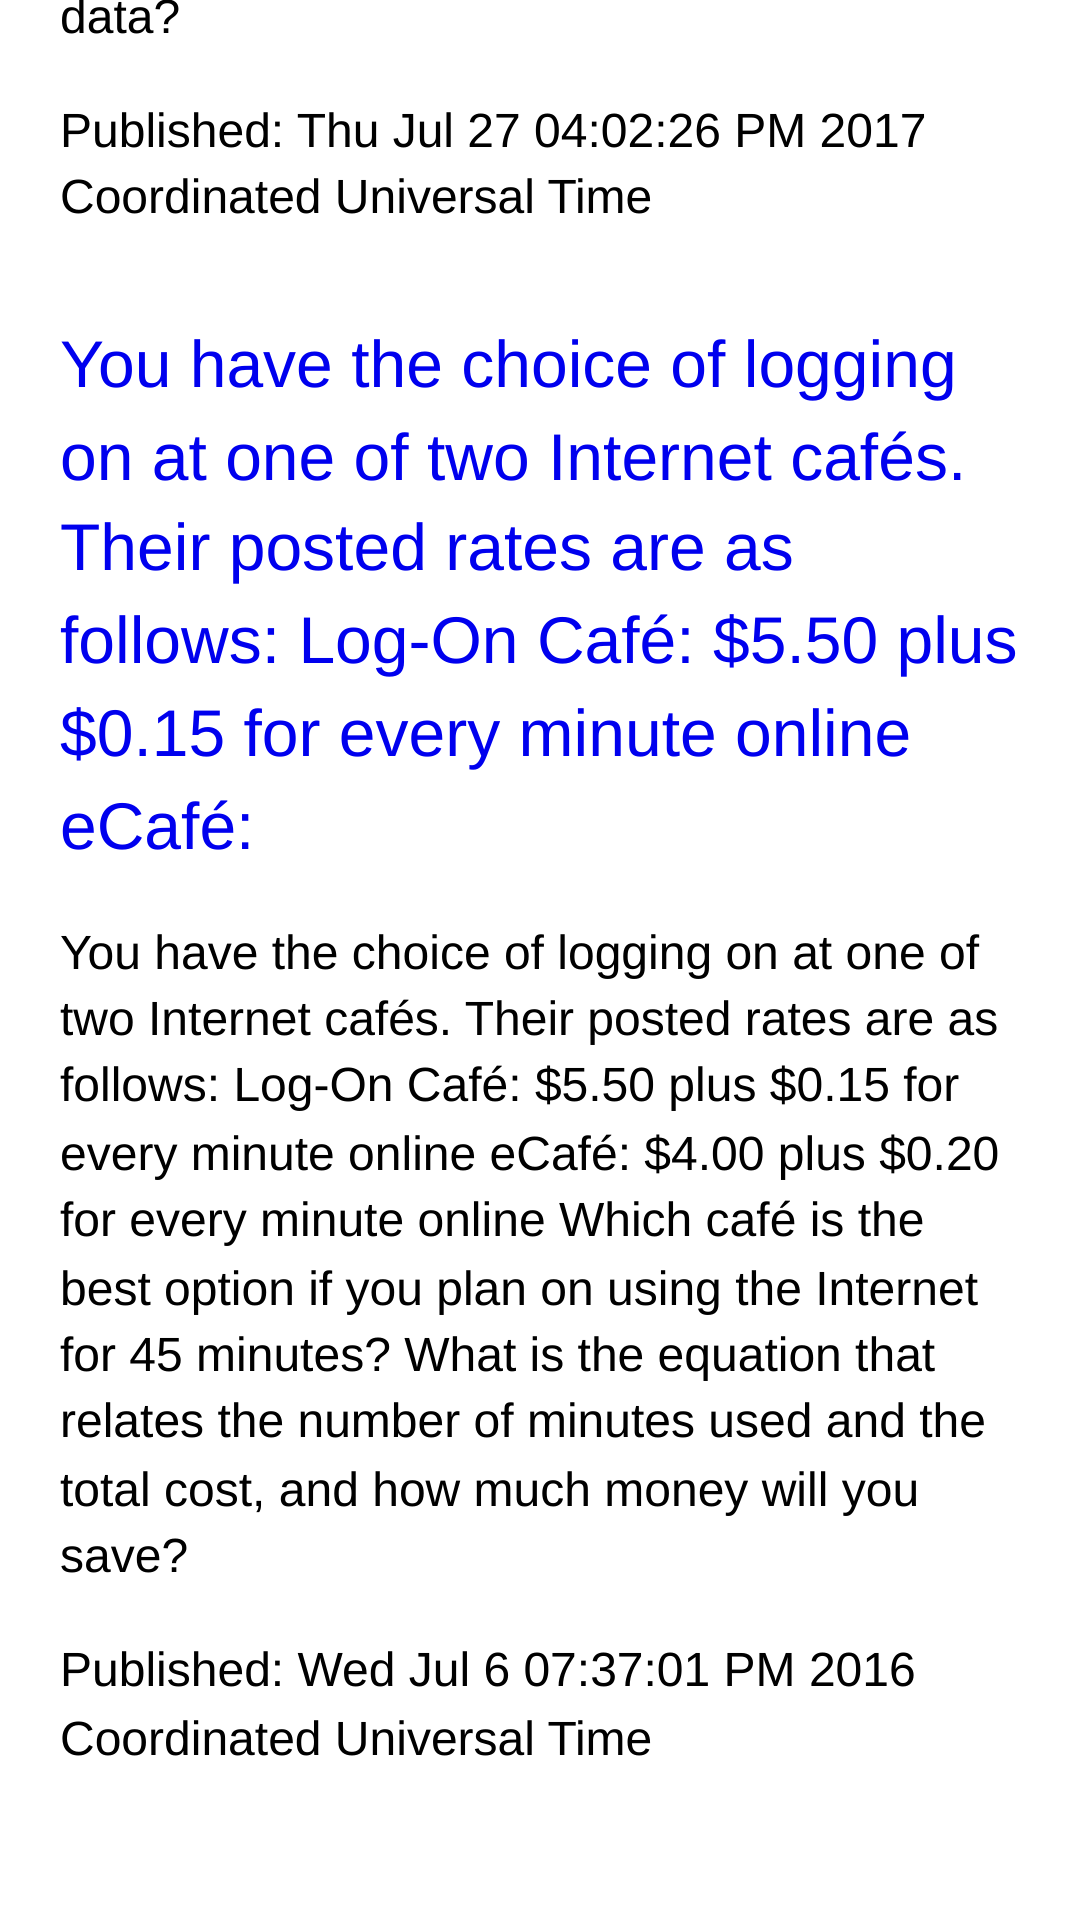 data?
Published: Thu Jul 27 04:02:26 PM 2017
Coordinated Universal Time
You have the choice of logging
on at one of two Internet cafés.
Their posted rates are as
follows: Log-On Café: $5.50 plus
$0.15 for every minute online
eCafé:
You have the choice of logging on at one of
two Internet cafés. Their posted rates are as
follows: Log-On Café: $5.50 plus $0.15 for
every minute online eCafé: $4.00 plus $0.20
for every minute online Which café is the
best option if you plan on using the Internet
for 45 minutes? What is the equation that
relates the number of minutes used and the
total cost, and how much money will you
save?
Published: Wed Jul 6 07:37:01 PM 2016
Coordinated Universal Time